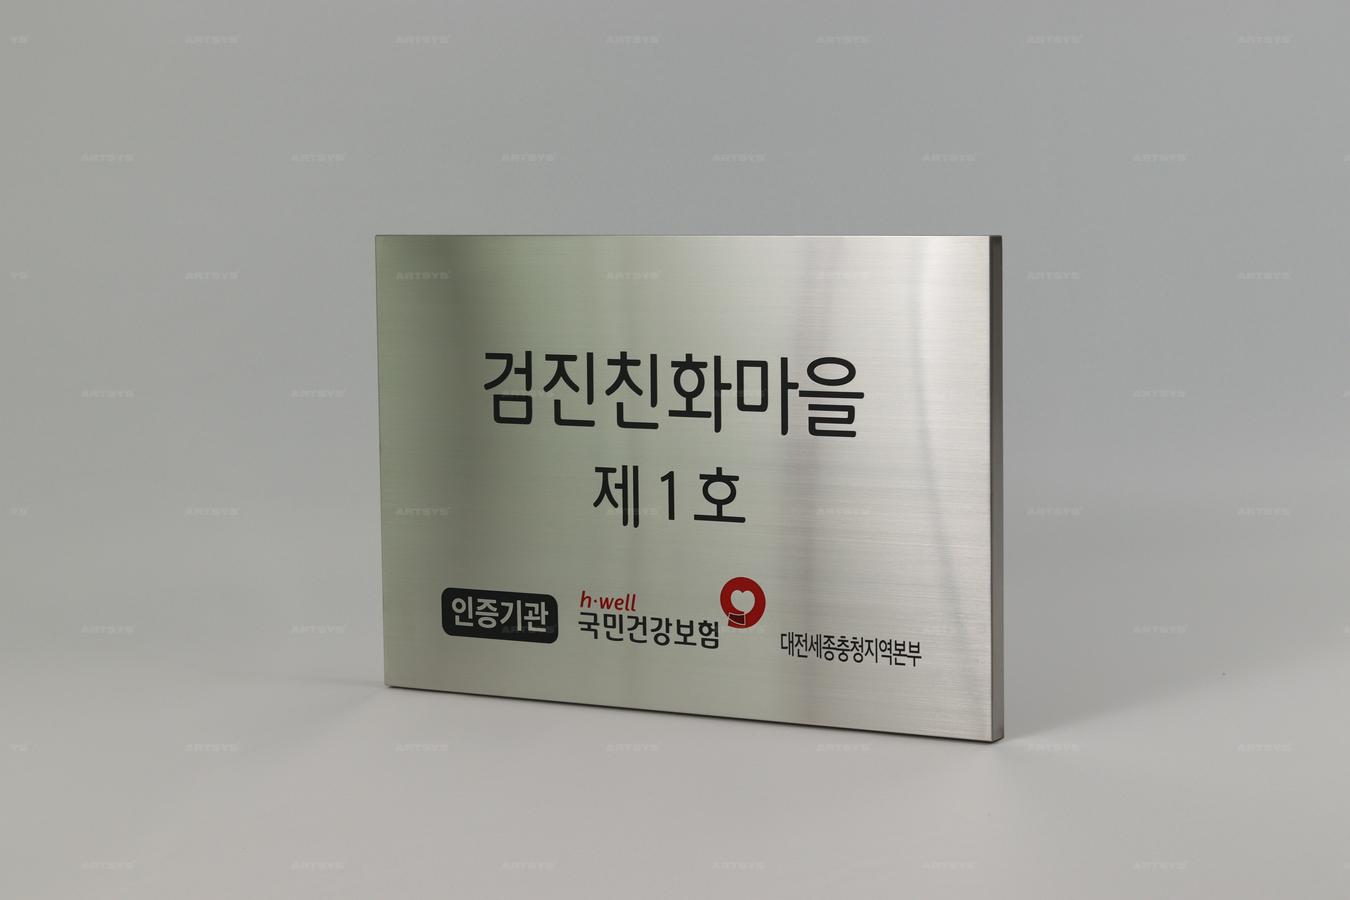 검진친화마을
제1호
인증기관
h·well
국민건강보험
대전세종충청지역본부
ARTSYS